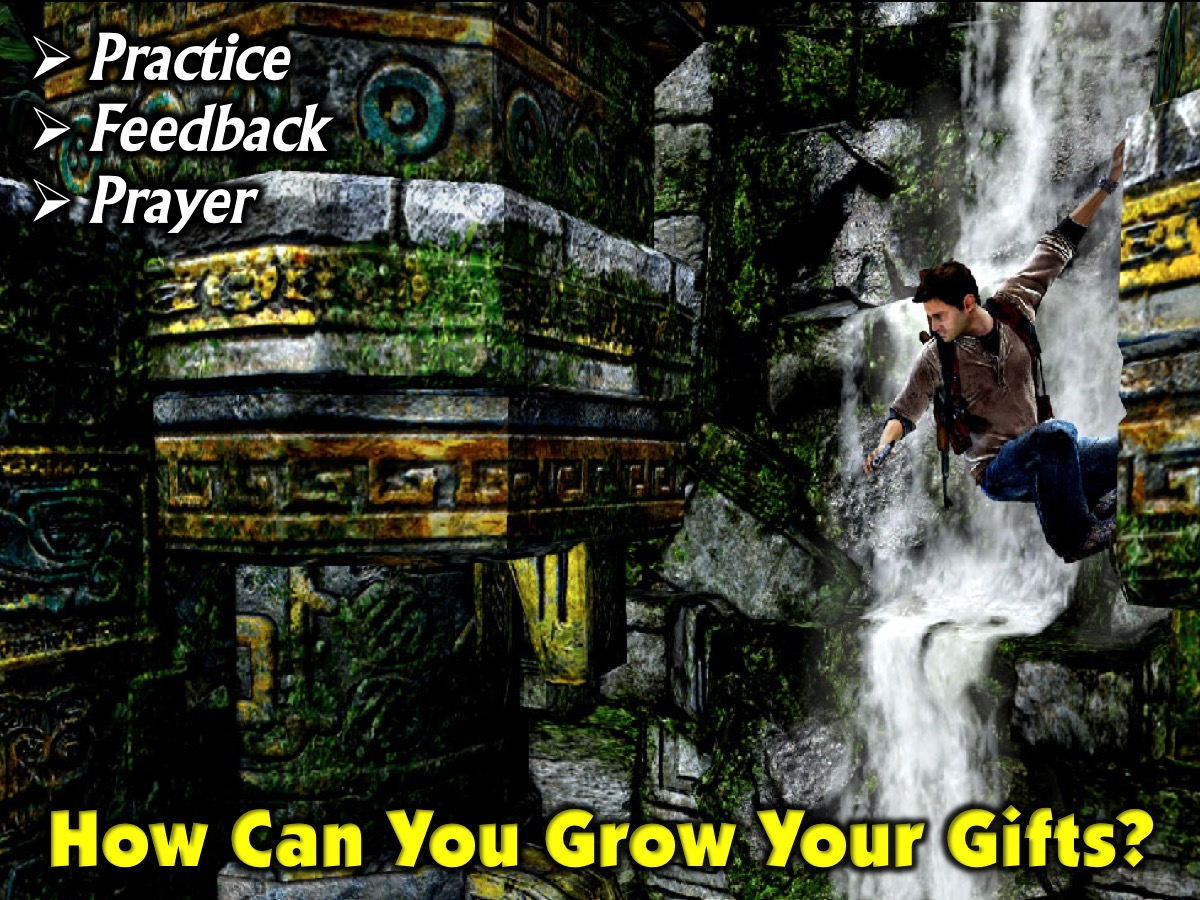 ➢ Practice
➢ Feedback
➢ Prayer
How Can You Grow Your Gifts?